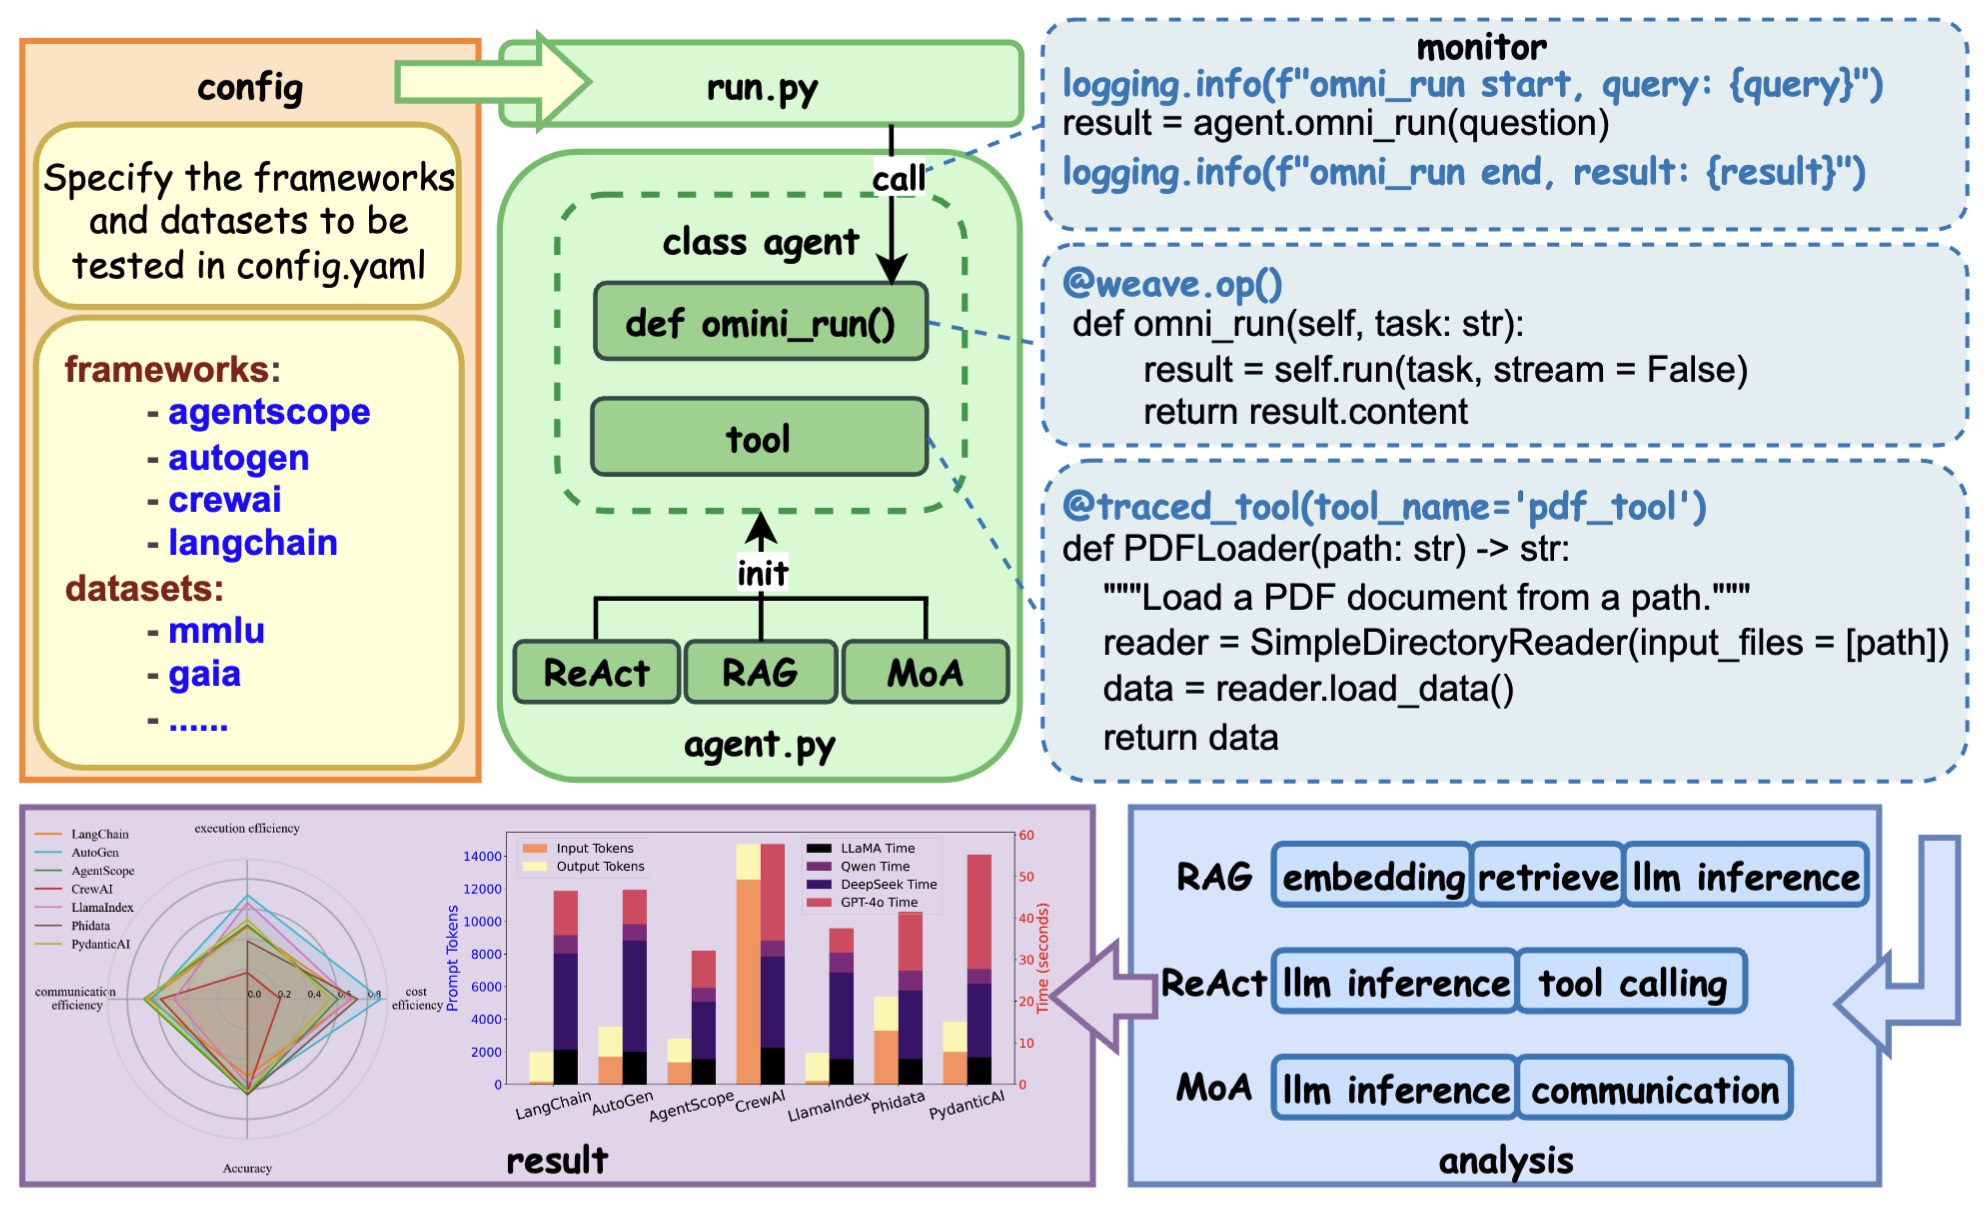 config
Specify the frameworks
and datasets to be
tested in config.yaml
frameworks:
- agentscope
- autogen
- crewai
- langchain
datasets:
- mmlu
- gaia
- ......
run.py
call
class agent
def omini_run()
tool
init
ReAct
RAG
MoA
agent.py
monitor
logging.info(f"omni_run start, query: {query}")
result = agent.omni_run(question)
logging.info(f"omni_run end, result: {result}")
@weave.op()
def omni_run(self, task: str):
result = self.run(task, stream = False)
return result.content
@traced_tool(tool_name='pdf_tool')
def PDFLoader(path: str) -> str:
"""Load a PDF document from a path."""
reader = SimpleDirectoryReader(input_files = [path])
data = reader.load_data()
return data
LangChain
AutoGen
AgentScope
CrewAI
LlamaIndex
Phidata
PydanticAI
execution efficiency
communication
efficiency
0.0 0.2 0.4 0.6 0.8
cost
efficiency
Accuracy
Prompt Tokens
14000
12000
10000
8000
6000
4000
2000
0
Input Tokens
Output Tokens
LLaMA Time
Qwen Time
DeepSeek Time
GPT-4o Time
60
50
40
30
20
10
0
Time (seconds)
LangChain
AutoGen
AgentScope
CrewAI
LlamaIndex
Phidata
PydanticAI
result
RAG embedding retrieve llm inference
ReAct llm inference tool calling
MoA llm inference communication
analysis